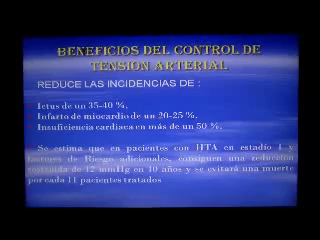 BENEFICIOS DEL CONTROL DE
TENSION ARTERIAL
REDUCE LAS INCIDENCIAS DE :
Ictus de un 35-40 %,
Infarto de miocardio de un 20-25 %,
Insuficiencia cardiaca en más de un 50 %,
Se estima que en pacientes con HTA en estadio 1 y
factores de Riesgo adicionales, consiguen una reducción
sostenida de 12 mmHg en 10 años y se evitará una muerte
por cada 11 pacientes tratados